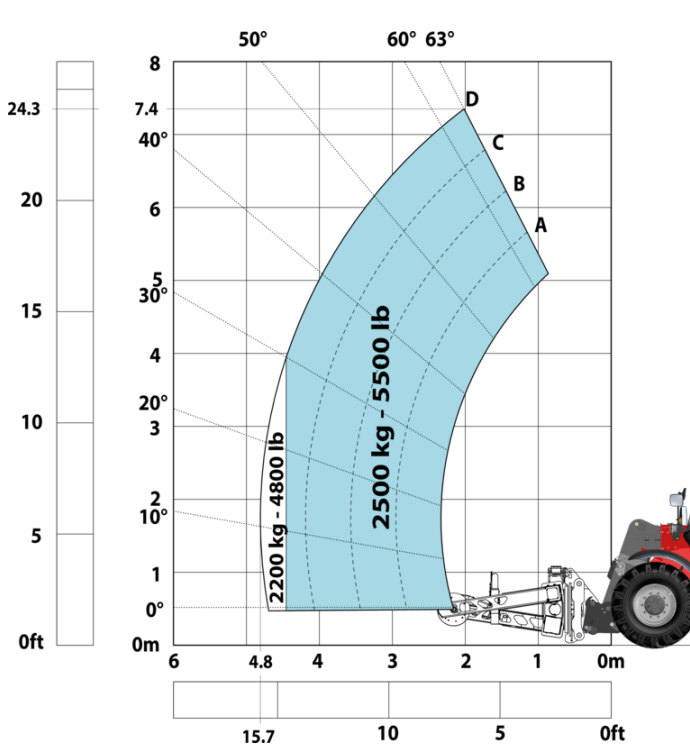 50° 60° 63°
8
24.3 7.4 D
40° C
20 6 B
A
5
30°
15
4
20°
10 3
2500 kg - 5500 lb
2200 kg - 4800 lb
2
10°
5
1
0°
0ft 0m
6 4.8 4 3 2 1 0m
15.7 10 5 0ft